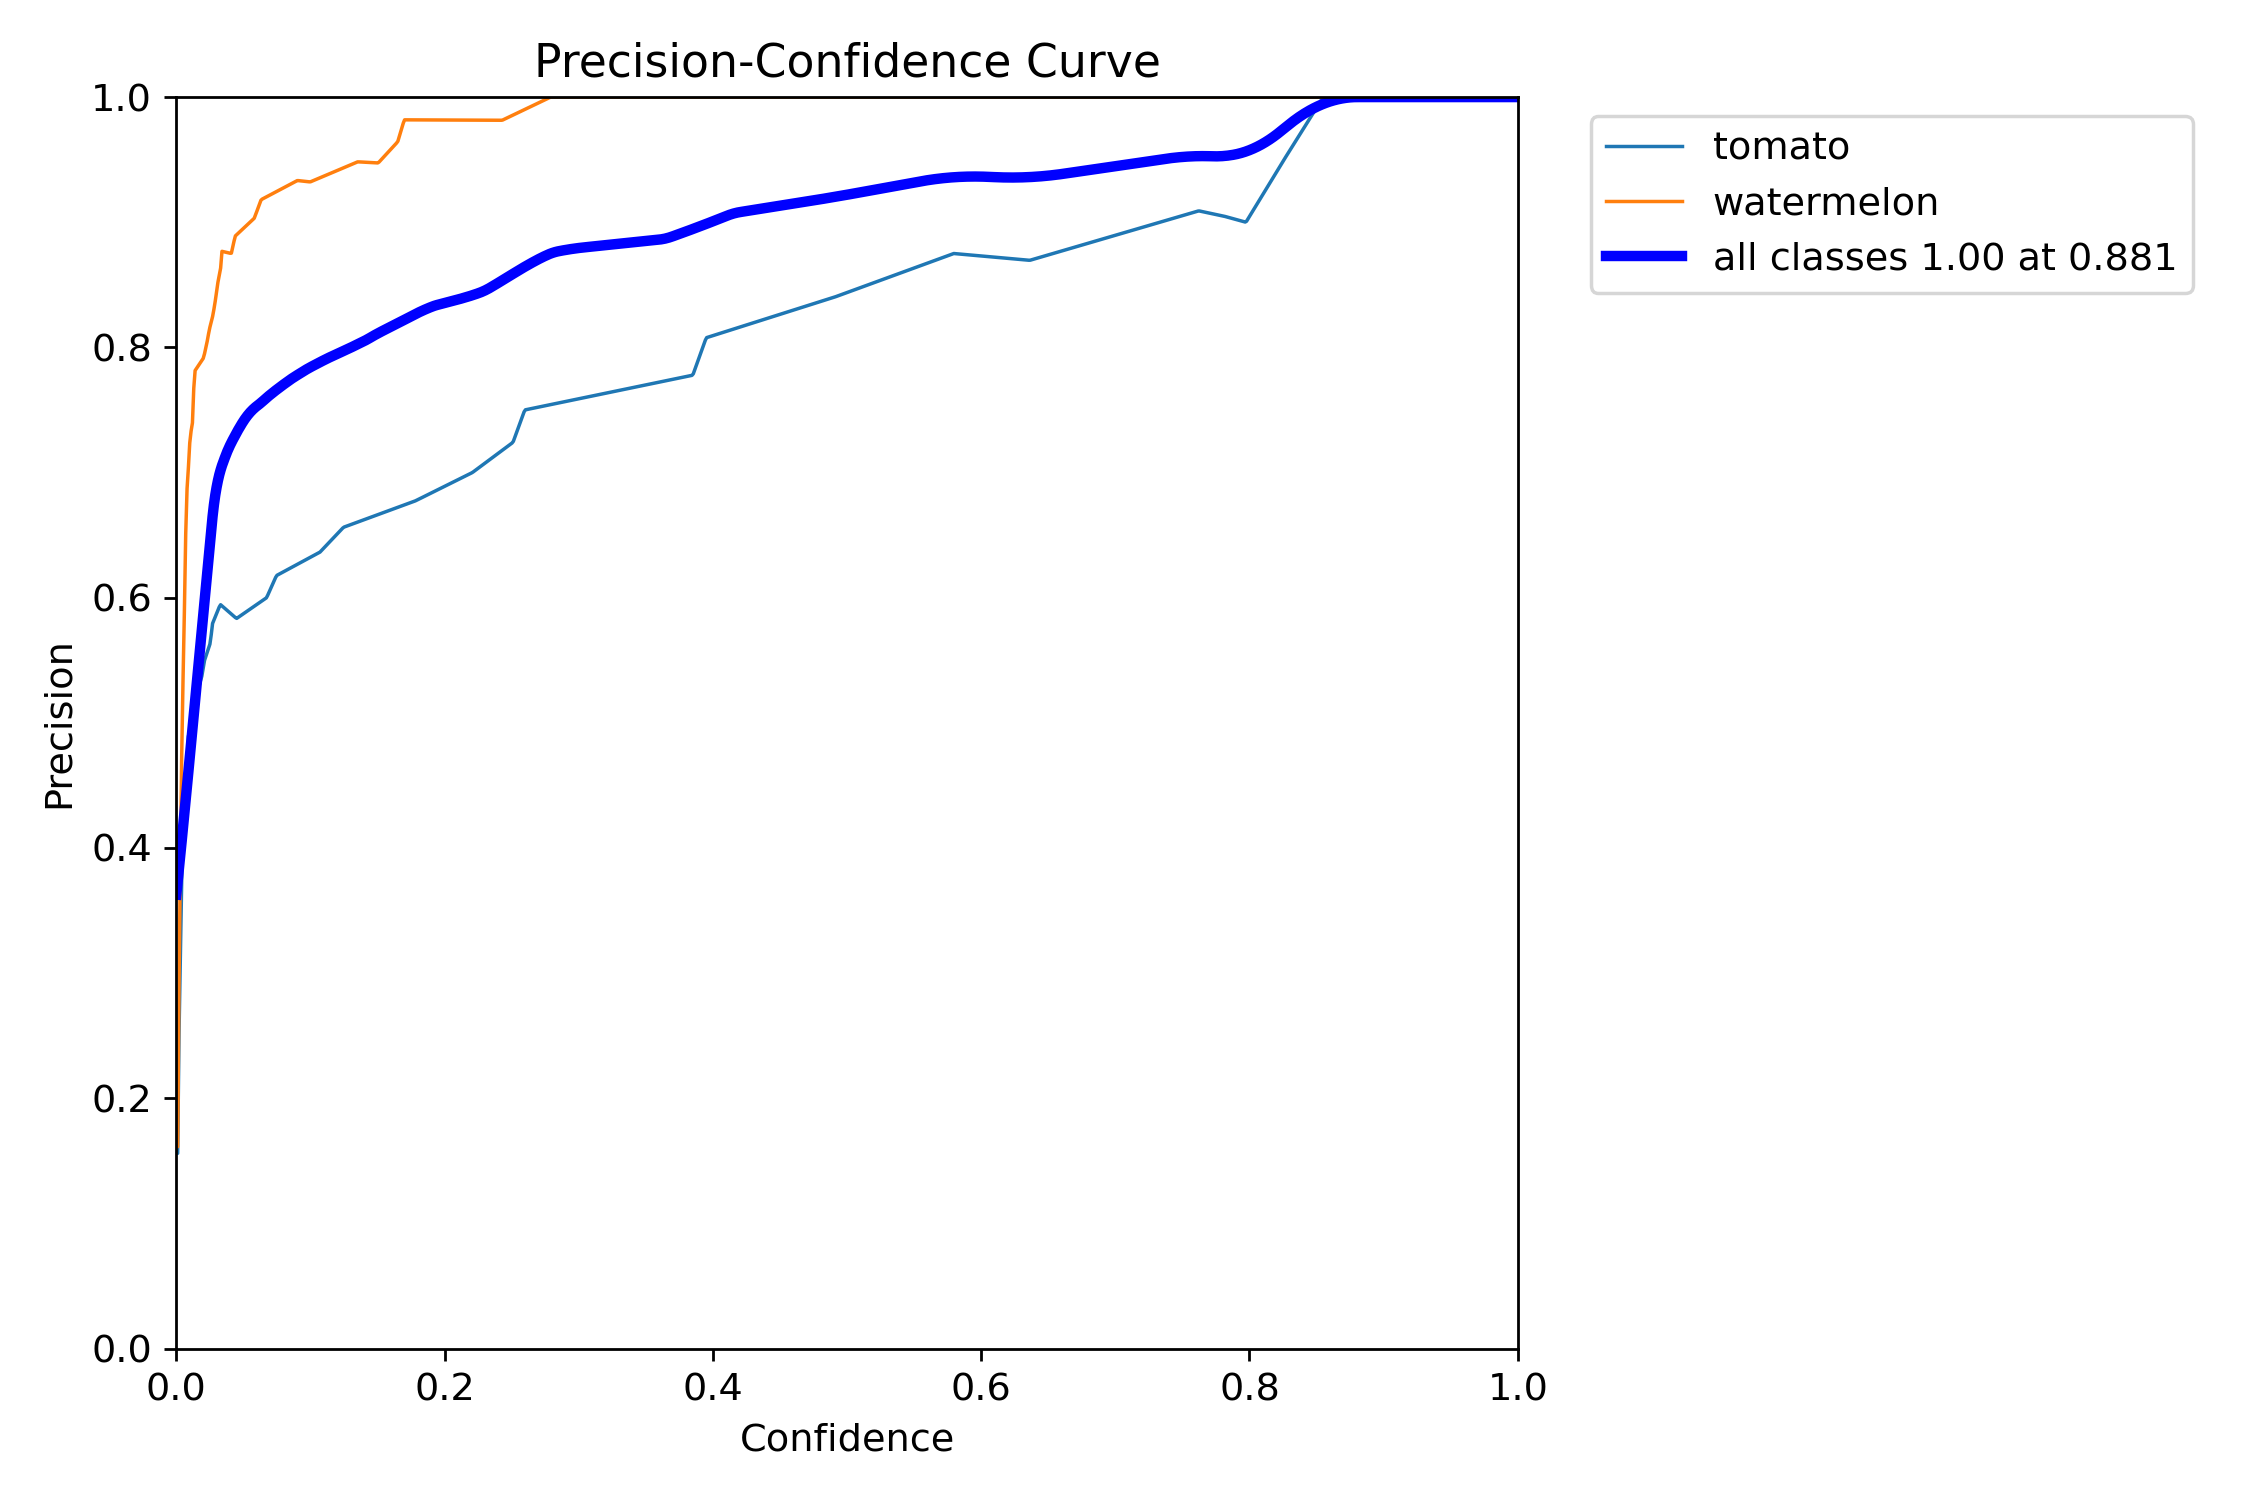 Precision-Confidence Curve
1.0
0.8
0.6
0.4
0.2
0.0
Precision
0.0 0.2 0.4 0.6 0.8 1.0
Confidence
tomato
watermelon
all classes 1.00 at 0.881